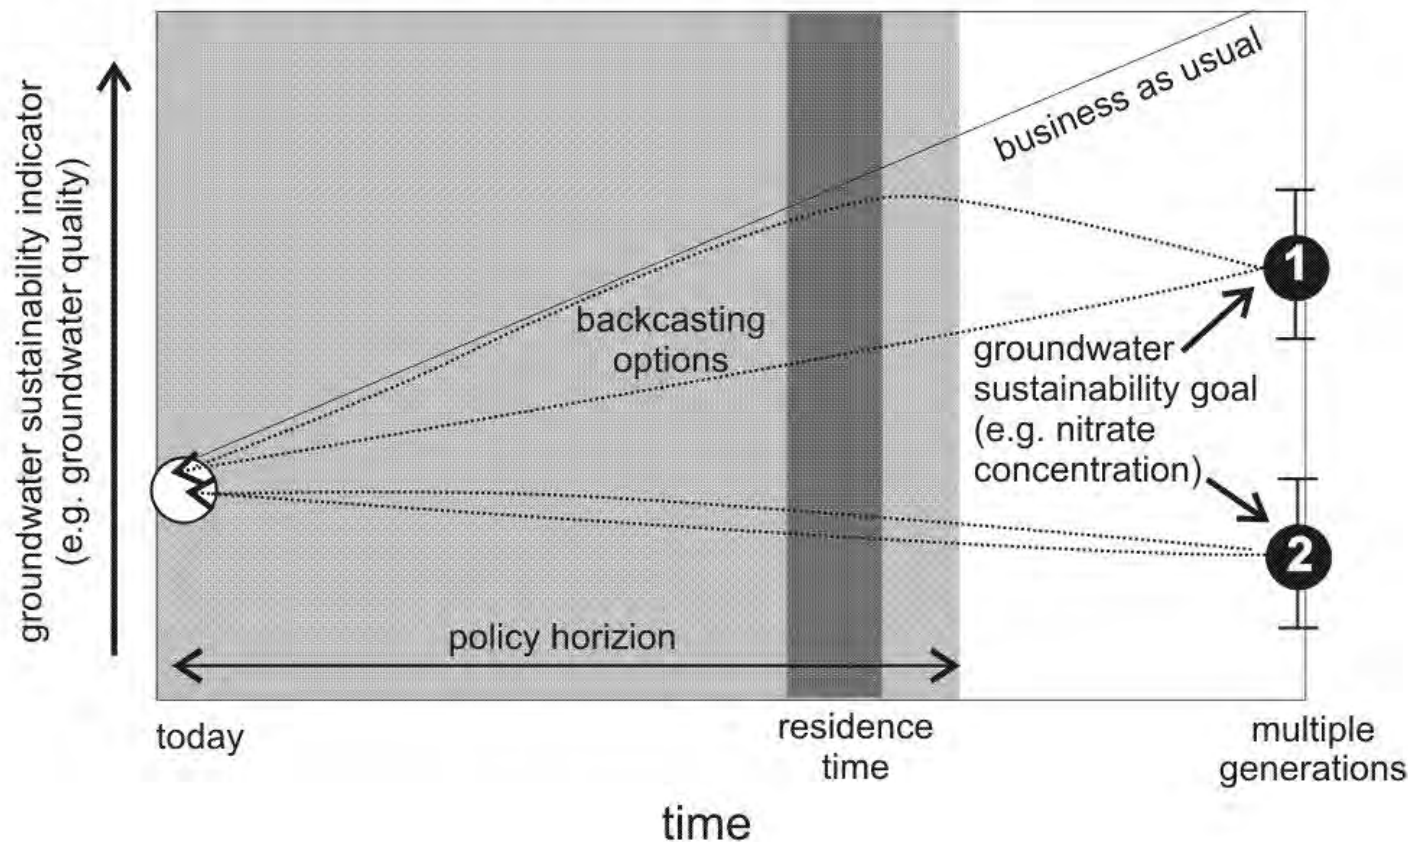 groundwater sustainability indicator
(e.g. groundwater quality)
business as usual
1
backcasting
options
groundwater
sustainability goal
(e.g. nitrate
concentration)
2
policy horizion
today
residence
time
multiple
generations
time